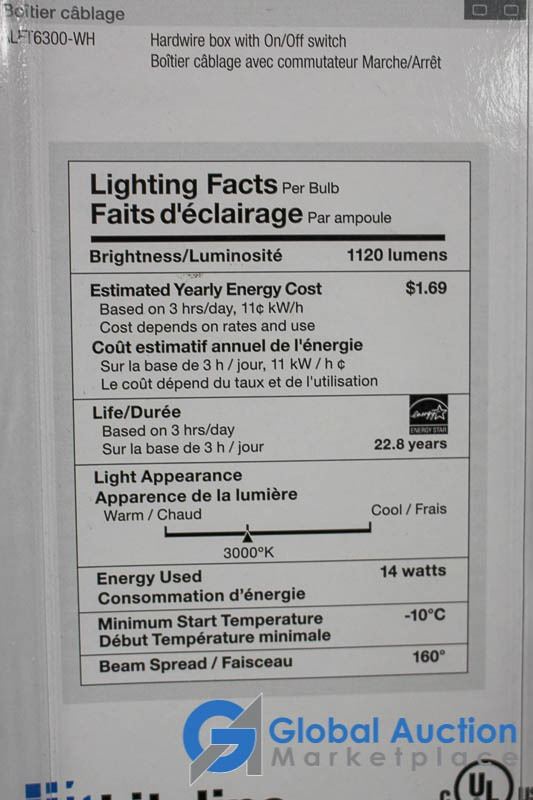 Boîtier câblage
ALFT6300-WH Hardwire box with On/Off switch
Boîtier câblage avec commutateur Marche/Arrêt
Lighting Facts Per Bulb
Faits d'éclairage Par ampoule
Brightness/Luminosité 1120 lumens
Estimated Yearly Energy Cost $1.69
Based on 3 hrs/day, 11¢ kW/h
Cost depends on rates and use
Coût estimatif annuel de l'énergie
Sur la base de 3 h / jour, 11 kW / h ¢
Le coût dépend du taux et de l'utilisation
Life/Durée
Based on 3 hrs/day
ENERGY STAR
Sur la base de 3 h / jour 22.8 years
Light Appearance
Apparence de la lumière
Warm / Chaud Cool / Frais
3000°K
Energy Used 14 watts
Consommation d'énergie
Minimum Start Temperature -10°C
Début Température minimale
Beam Spread / Faisceau 160°
Global Auction
Marketplace
c UL us